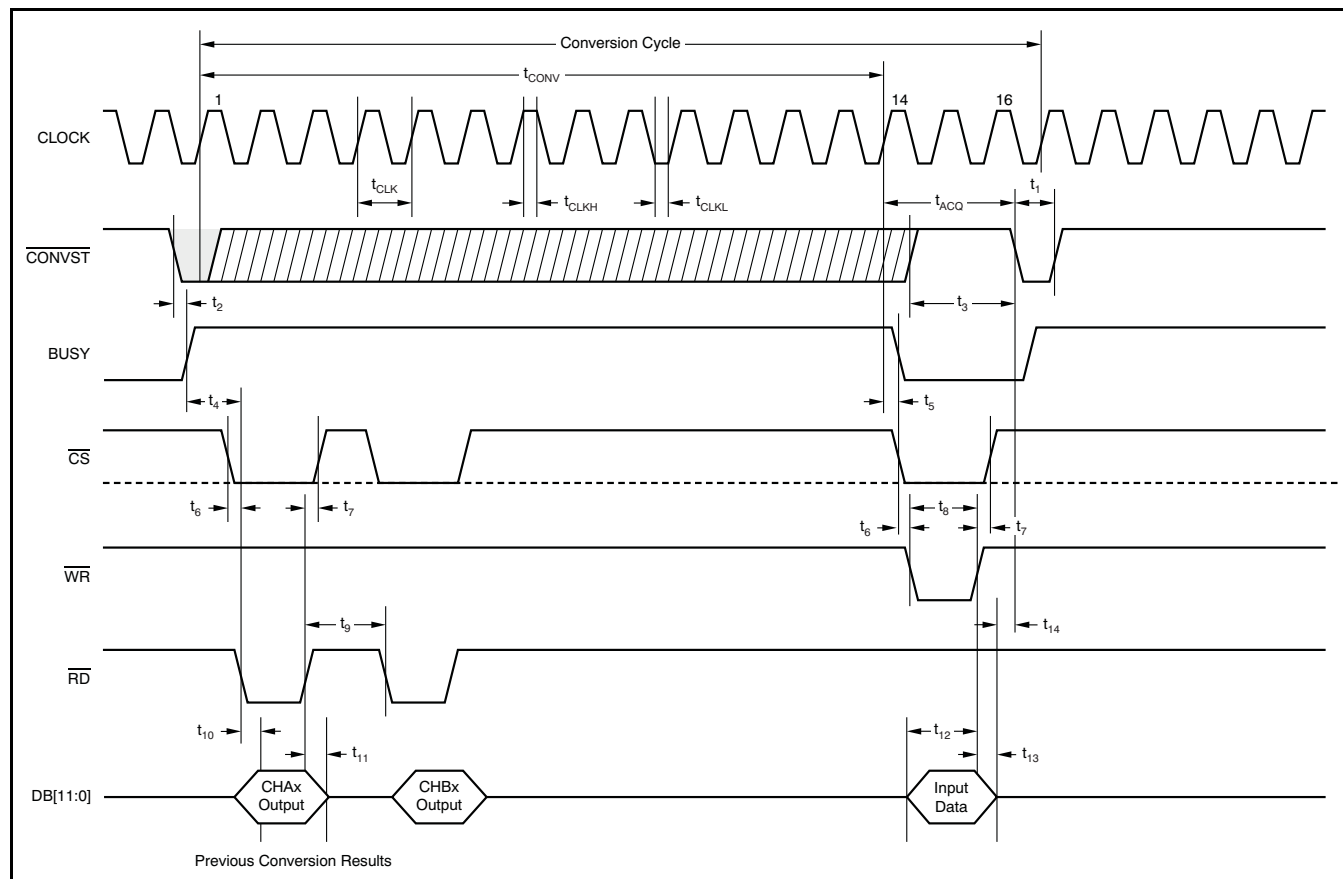 Conversion Cycle
tCONV
1
14
16
CLOCK
tCLK
tCLKH
tCLKL
tACQ
t1
CONVST
t2
t3
BUSY
t4
t5
CS
t6
t7
t8
t6
t7
WR
t9
t14
RD
t10
t11
t12
t13
DB[11:0]
CHAx
Output
CHBx
Output
Input
Data
Previous Conversion Results